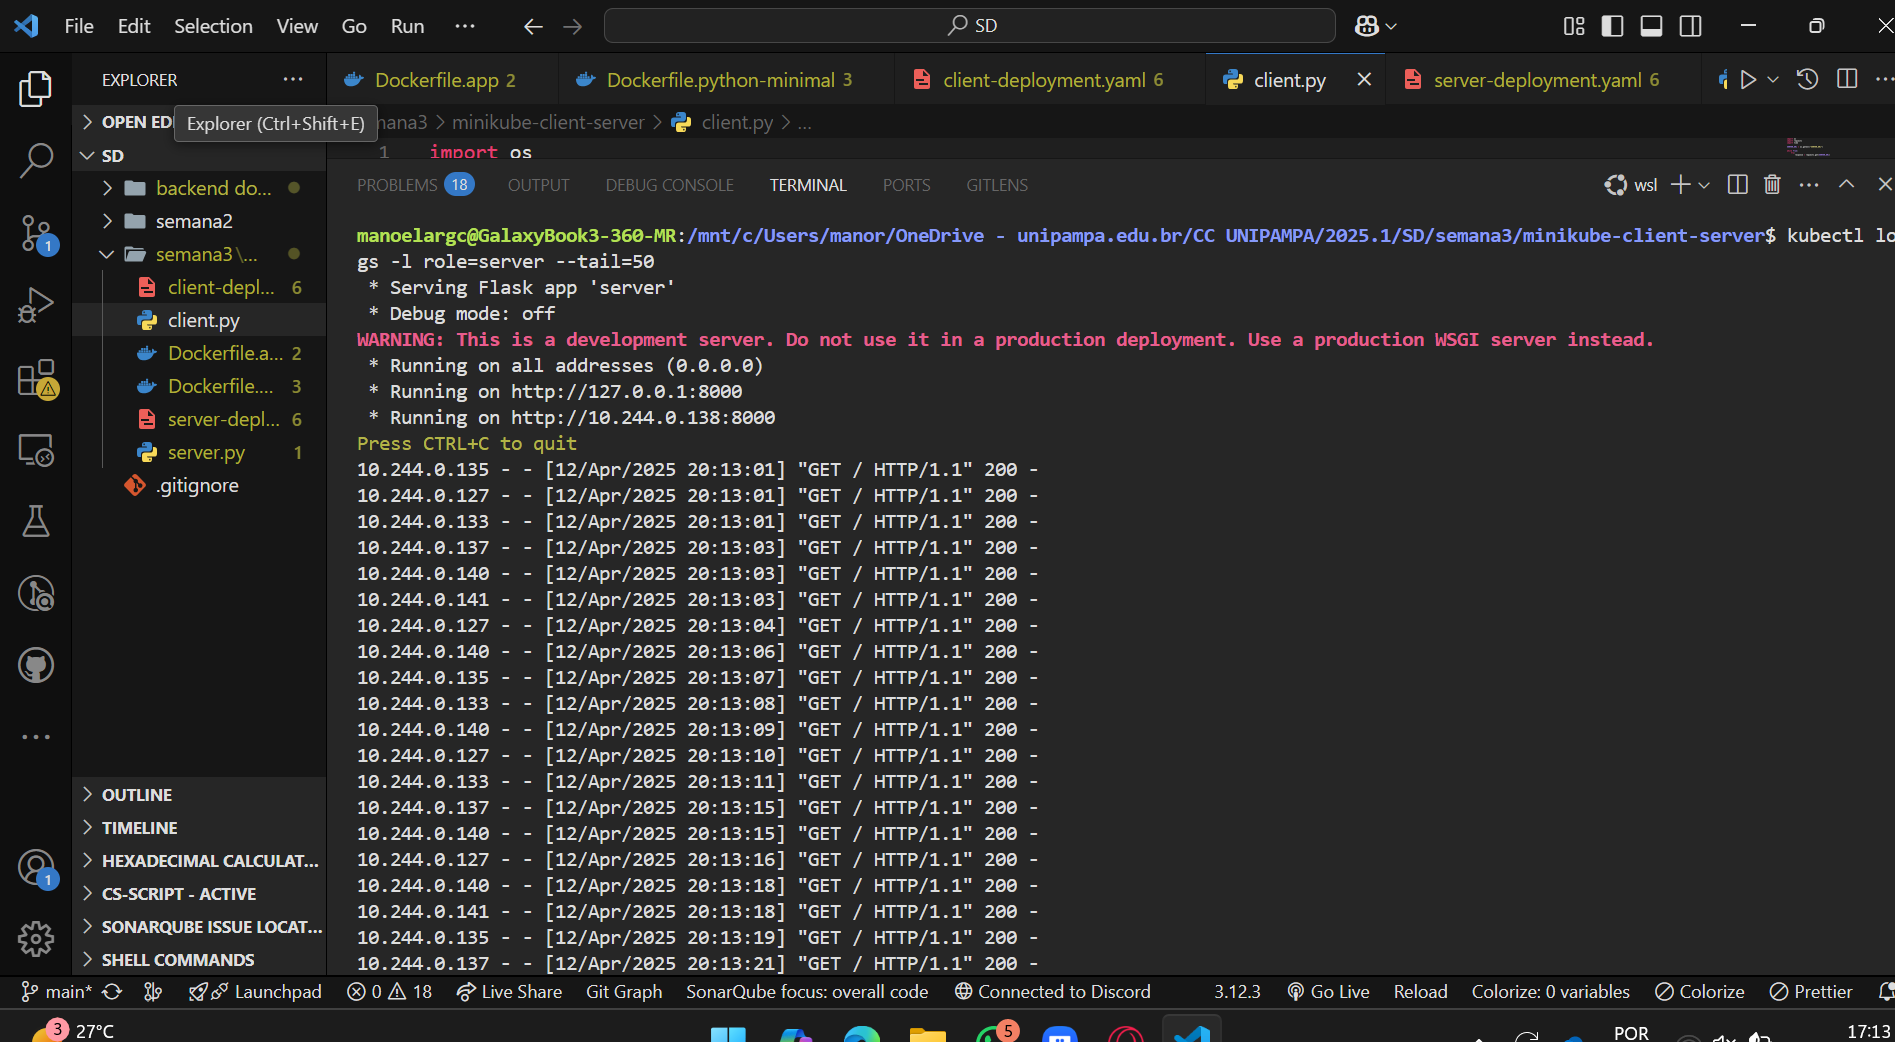 File Edit Selection View Go Run ...
SD
EXPLORER ...
Dockerfile.app 2
Dockerfile.python-minimal 3
client-deployment.yaml 6
client.py
server-deployment.yaml 6
OPEN ED
Explorer (Ctrl+Shift+E)
mana3 > minikube-client-server > client.py > ...
1 import os
SD
backend do...
semana2
semana3\...
client-depl... 6
client.py
Dockerfile.a... 2
Dockerfile.... 3
server-depl... 6
server.py 1
.gitignore
PROBLEMS 18 OUTPUT DEBUG CONSOLE TERMINAL PORTS GITLENS
wsl
manoelargc@GalaxyBook3-360-MR:/mnt/c/Users/manor/OneDrive - unipampa.edu.br/CC UNIPAMPA/2025.1/SD/semana3/minikube-client-server$ kubectl lo
gs -l role=server --tail=50
* Serving Flask app 'server'
* Debug mode: off
WARNING: This is a development server. Do not use it in a production deployment. Use a production WSGI server instead.
* Running on all addresses (0.0.0.0)
* Running on http://127.0.0.1:8000
* Running on http://10.244.0.138:8000
Press CTRL+C to quit
10.244.0.135 - - [12/Apr/2025 20:13:01] "GET / HTTP/1.1" 200 -
10.244.0.127 - - [12/Apr/2025 20:13:01] "GET / HTTP/1.1" 200 -
10.244.0.133 - - [12/Apr/2025 20:13:01] "GET / HTTP/1.1" 200 -
10.244.0.137 - - [12/Apr/2025 20:13:03] "GET / HTTP/1.1" 200 -
10.244.0.140 - - [12/Apr/2025 20:13:03] "GET / HTTP/1.1" 200 -
10.244.0.141 - - [12/Apr/2025 20:13:03] "GET / HTTP/1.1" 200 -
10.244.0.127 - - [12/Apr/2025 20:13:04] "GET / HTTP/1.1" 200 -
10.244.0.140 - - [12/Apr/2025 20:13:06] "GET / HTTP/1.1" 200 -
10.244.0.135 - - [12/Apr/2025 20:13:07] "GET / HTTP/1.1" 200 -
10.244.0.133 - - [12/Apr/2025 20:13:08] "GET / HTTP/1.1" 200 -
10.244.0.140 - - [12/Apr/2025 20:13:09] "GET / HTTP/1.1" 200 -
10.244.0.127 - - [12/Apr/2025 20:13:10] "GET / HTTP/1.1" 200 -
10.244.0.133 - - [12/Apr/2025 20:13:11] "GET / HTTP/1.1" 200 -
10.244.0.137 - - [12/Apr/2025 20:13:15] "GET / HTTP/1.1" 200 -
10.244.0.140 - - [12/Apr/2025 20:13:15] "GET / HTTP/1.1" 200 -
10.244.0.127 - - [12/Apr/2025 20:13:16] "GET / HTTP/1.1" 200 -
10.244.0.140 - - [12/Apr/2025 20:13:18] "GET / HTTP/1.1" 200 -
10.244.0.141 - - [12/Apr/2025 20:13:18] "GET / HTTP/1.1" 200 -
10.244.0.135 - - [12/Apr/2025 20:13:19] "GET / HTTP/1.1" 200 -
10.244.0.137 - - [12/Apr/2025 20:13:21] "GET / HTTP/1.1" 200 -
1
1
OUTLINE
TIMELINE
HEXADECIMAL CALCULAT...
CS-SCRIPT - ACTIVE
SONARQUBE ISSUE LOCAT...
SHELL COMMANDS
main* Launchpad 0 18 Live Share Git Graph SonarQube focus: overall code Connected to Discord 3.12.3 Go Live Reload Colorize: 0 variables Colorize Prettier
3 27°C
5
POR
17:13